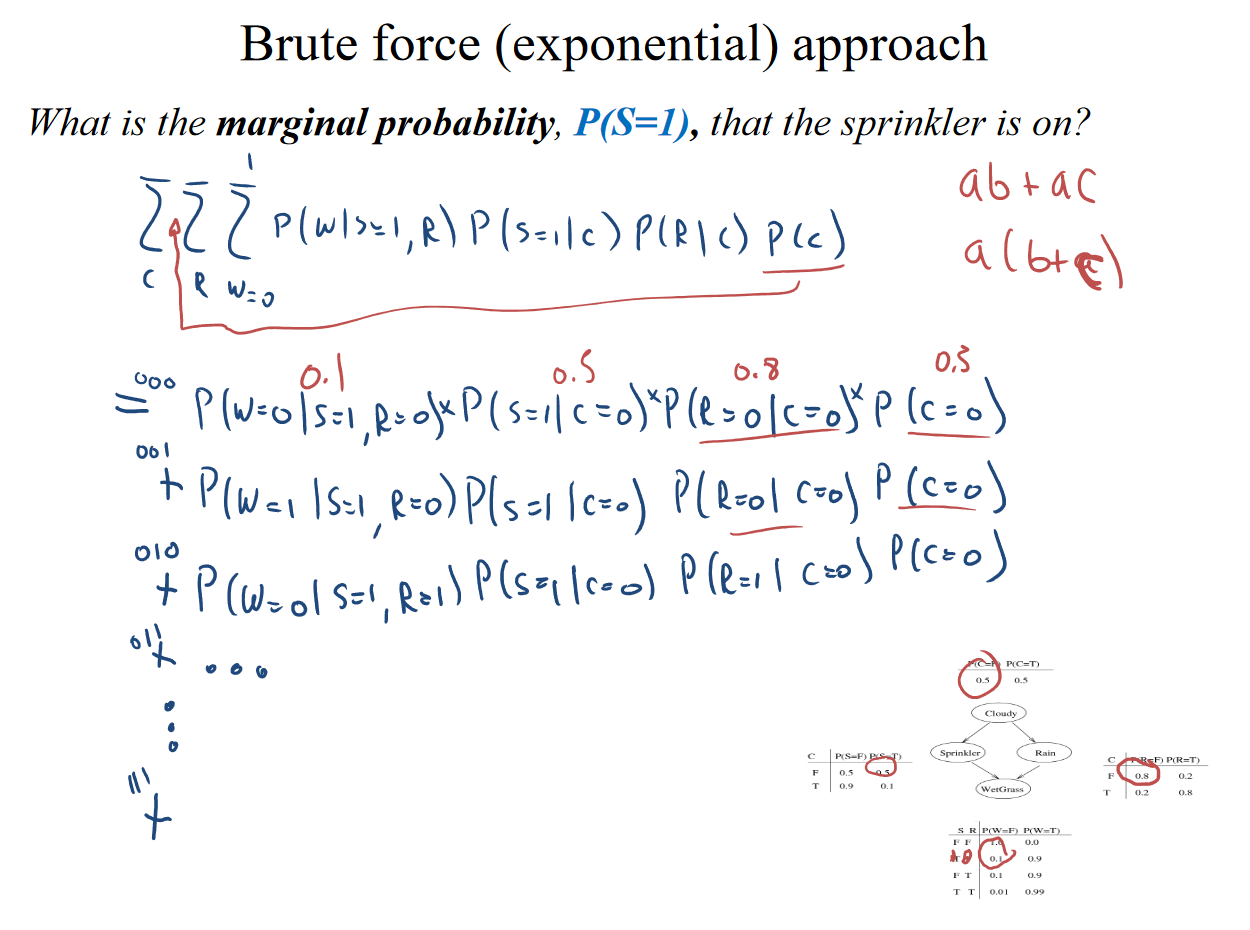 Brute force (exponential) approach
What is the marginal probability, P(S=1), that the sprinkler is on?
1
Σ Σ Σ P(W|S=1, R) P(S=1|C) P(R|C) P(C)
C R W=0
ab + ac
a(b+c)
0.1 0.5 0.8 0.5
000
= P(W=0|S=1, R=0) × P(S=1|C=0) × P(R=0|C=0) × P(C=0)
001
+ P(W=1|S=1, R=0) P(S=1|C=0) P(R=0|C=0) P(C=0)
010
+ P(W=0|S=1, R=1) P(S=1|C=0) P(R=1|C=0) P(C=0)
011
+ ...
⋮
111
+
P(C=F) P(C=T)
0.5 0.5
Cloudy
Sprinkler
Rain
WetGrass
C P(S=F) P(S=T)
F 0.5 0.5
T 0.9 0.1
C P(R=F) P(R=T)
F 0.8 0.2
T 0.2 0.8
S R P(W=F) P(W=T)
F F 1.0 0.0
0.1 0.9
F T 0.1 0.9
T T 0.01 0.99